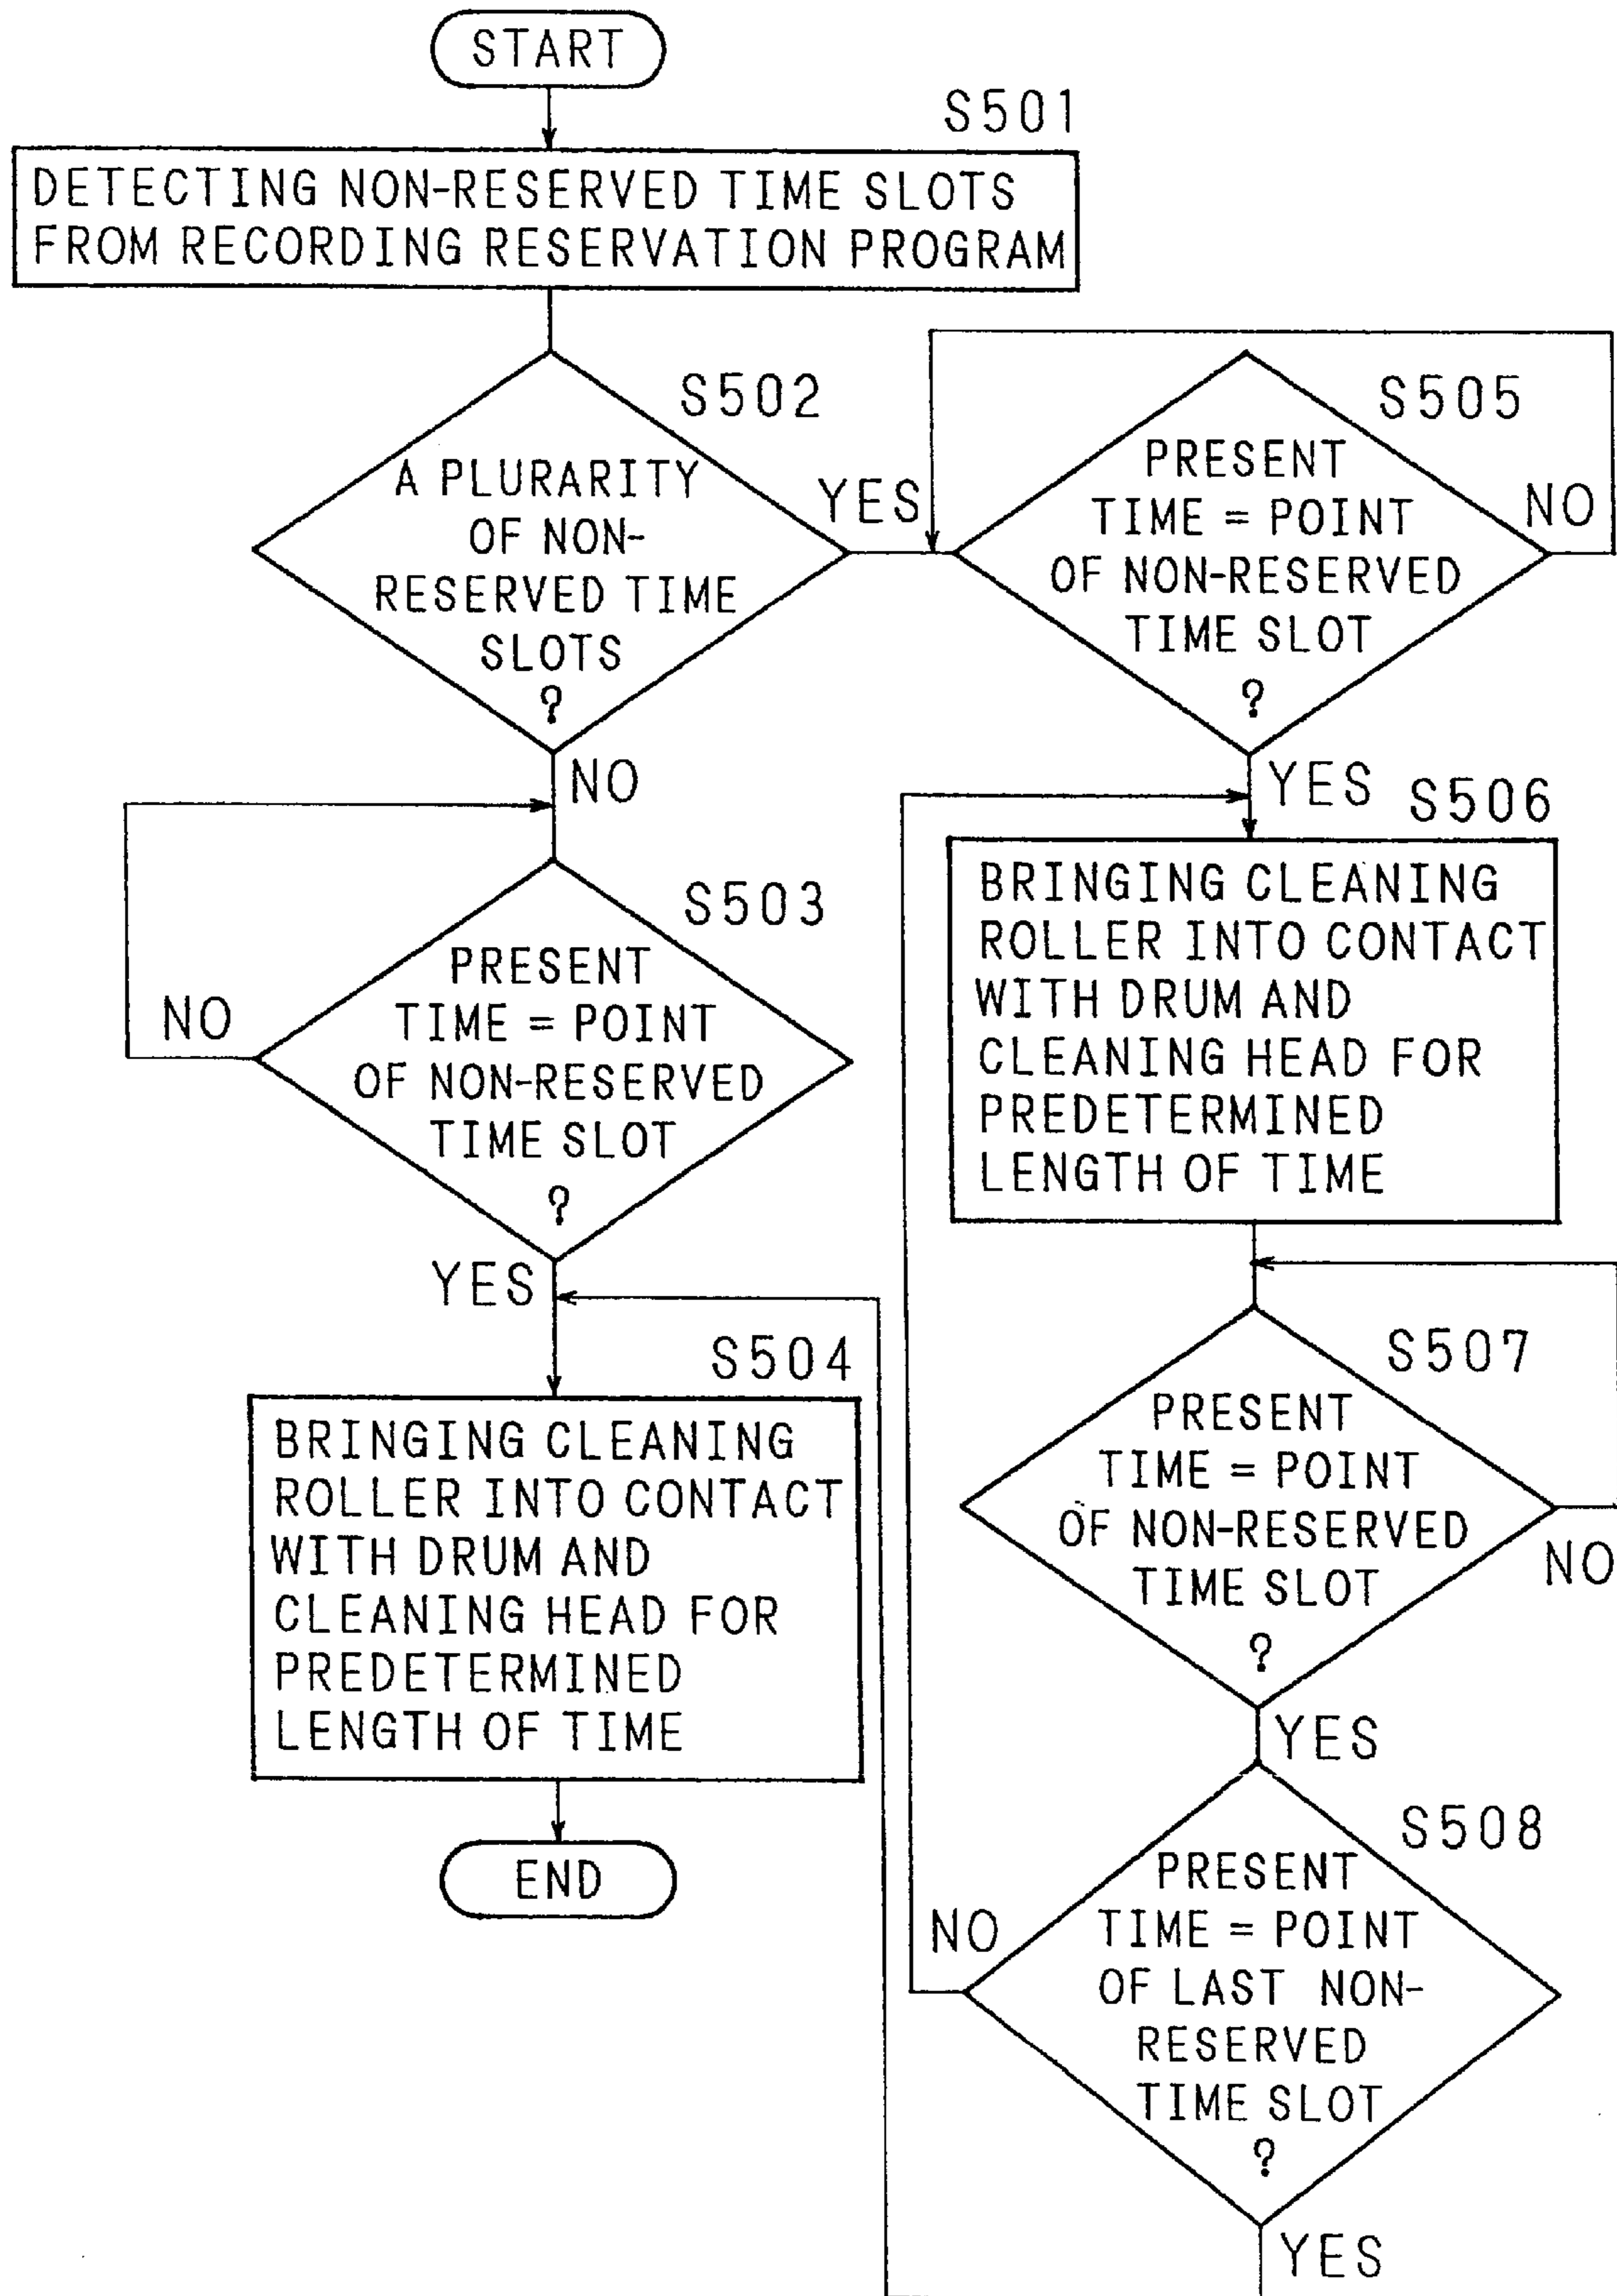 START
S501
DETECTING NON-RESERVED TIME SLOTS
FROM RECORDING RESERVATION PROGRAM
S502
A PLURARITY
OF NON-
RESERVED TIME
SLOTS
?
YES
NO
S503
PRESENT
TIME = POINT
OF NON-RESERVED
TIME SLOT
?
NO
YES
S504
BRINGING CLEANING
ROLLER INTO CONTACT
WITH DRUM AND
CLEANING HEAD FOR
PREDETERMINED
LENGTH OF TIME
END
S505
PRESENT
TIME = POINT
OF NON-RESERVED
TIME SLOT
?
NO
YES
S506
BRINGING CLEANING
ROLLER INTO CONTACT
WITH DRUM AND
CLEANING HEAD FOR
PREDETERMINED
LENGTH OF TIME
S507
PRESENT
TIME = POINT
OF NON-RESERVED
TIME SLOT
?
NO
YES
S508
PRESENT
TIME = POINT
OF LAST NON-
RESERVED
TIME SLOT
?
NO
YES